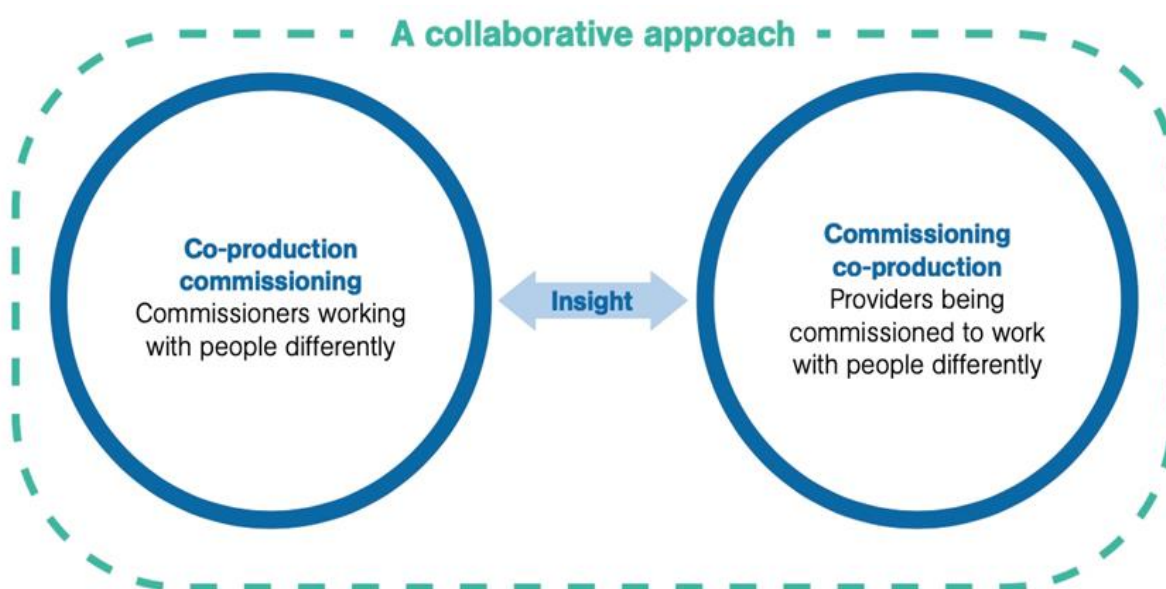 A collaborative approach
Co-production
commissioning
Commissioners working
with people differently
Insight
Commissioning
co-production
Providers being
commissioned to work
with people differently